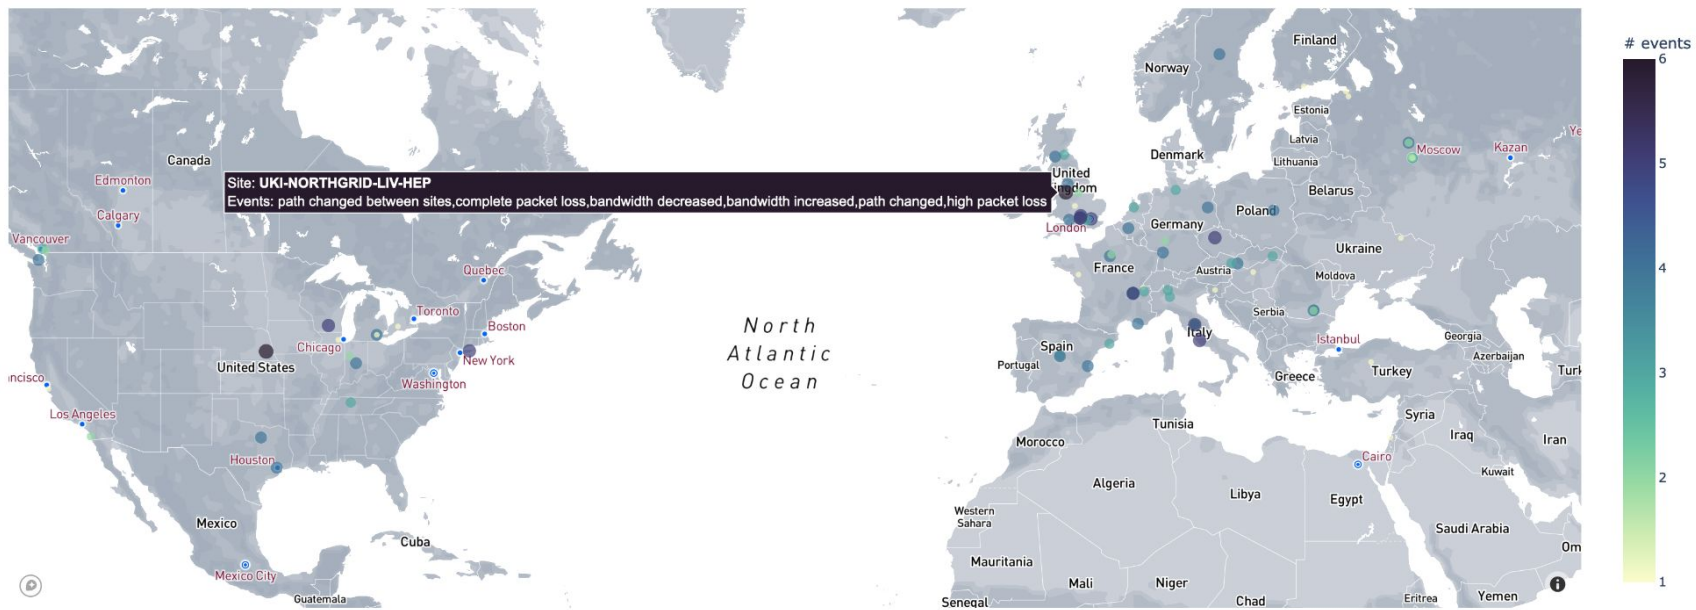 # events
6
5
4
3
2
1
Site: UKI-NORTHGRID-LIV-HEP
Events: path changed between sites,complete packet loss,bandwidth decreased,bandwidth increased,path changed,high packet loss
Canada
Edmonton
Calgary
Vancouver
Quebec
Toronto
Boston
Chicago
New York
United States
Washington
ncisco
Los Angeles
Houston
Mexico
Mexico City
Cuba
Guatemala
North
Atlantic
Ocean
Finland
Norway
Estonia
Latvia
Lithuania
Denmark
Moscow
Kazan
Ye
United
ngdom
London
Belarus
Poland
Germany
Ukraine
France
Austria
Moldova
Serbia
Italy
Spain
Portugal
Istanbul
Georgia
Azerbaijan
Greece
Turkey
Turk
Syria
Tunisia
Morocco
Iraq
Iran
Cairo
Kuwait
Algeria
Libya
Egypt
Western
Sahara
Saudi Arabia
Om
Mauritania
Mali
Niger
Chad
Senegal
Eritrea
Yemen